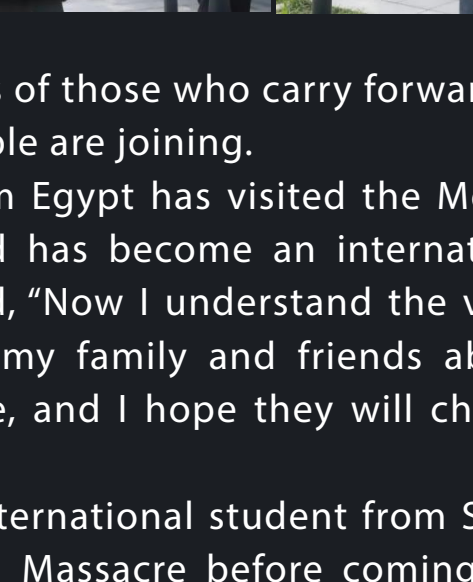 of those who carry forwar
ple are joining.
Egypt has visited the M
has become an internat
, “Now I understand the
my family and friends ab
, and I hope they will ch
ternational student from S
Massacre before coming